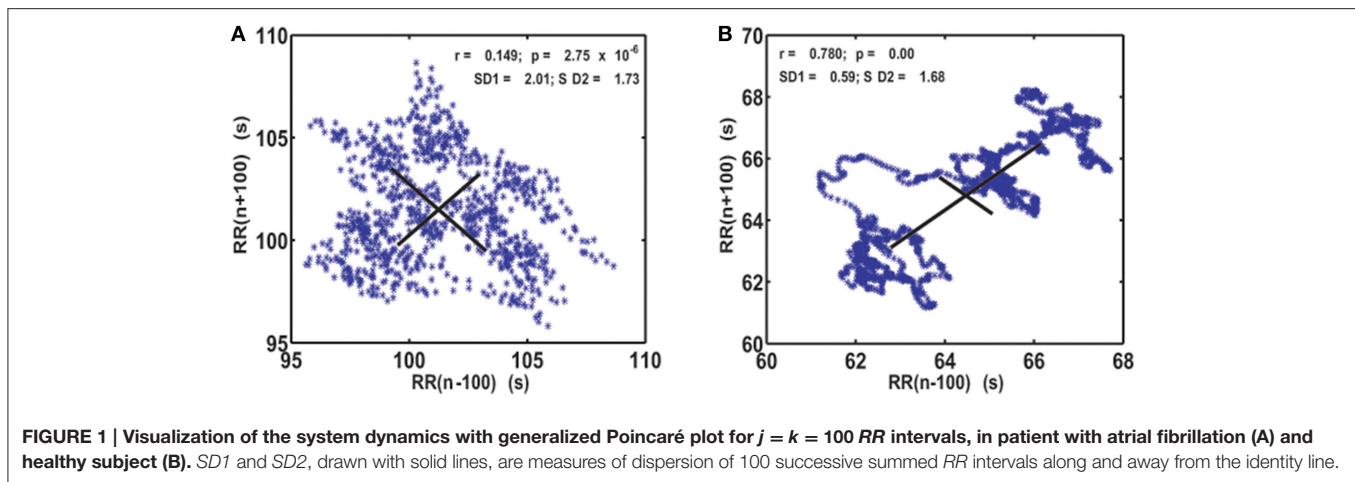 A
110
r = 0.149; p = 2.75 x 10-6
SD1 = 2.01; S D2 = 1.73
105
100
95
RR(n+100) (s)
95 100 105 110
RR(n-100) (s)
B
70
r = 0.780; p = 0.00
SD1 = 0.59; S D2 = 1.68
68
66
64
62
60
RR(n+100) (s)
60 62 64 66 68
RR(n-100) (s)
FIGURE 1 | Visualization of the system dynamics with generalized Poincaré plot for j = k = 100 RR intervals, in patient with atrial fibrillation (A) and
healthy subject (B). SD1 and SD2, drawn with solid lines, are measures of dispersion of 100 successive summed RR intervals along and away from the identity line.